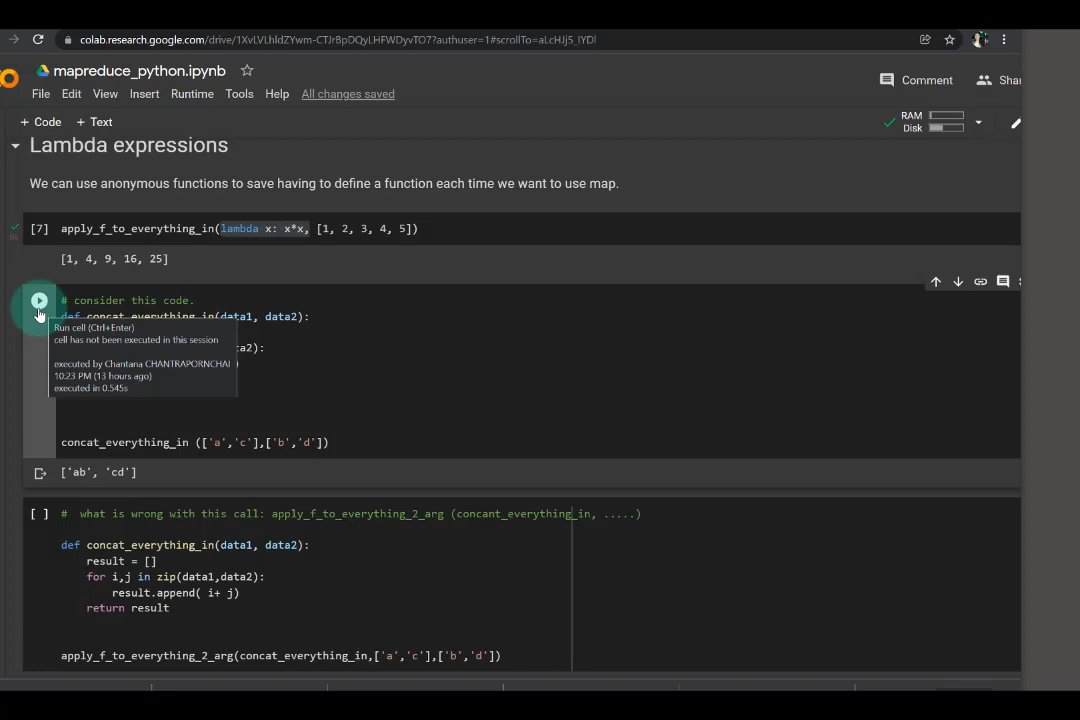 colab.research.google.com/drive/1XvLVLhldZYwm-CTJrBpDQyLHFWDyvTO7?authuser=1#scrollTo=aLcHJj5_IYDl
mapreduce_python.ipynb
File Edit View Insert Runtime Tools Help All changes saved
Comment
Shar
+ Code + Text
RAM
Disk
Lambda expressions
We can use anonymous functions to save having to define a function each time we want to use map.
[7] apply_f_to_everything_in(lambda x: x*x, [1, 2, 3, 4, 5])
0s
[1, 4, 9, 16, 25]
# consider this code.
def concat_everything_in(data1, data2):
Run cell (Ctrl+Enter)
cell has not been executed in this session
a2):
executed by Chantana CHANTRAPORNCHAI
10:23 PM (13 hours ago)
executed in 0.545s
concat_everything_in (['a','c'],['b','d'])
['ab', 'cd']
[ ] # what is wrong with this call: apply_f_to_everything_2_arg (concant_everything_in, .....)
def concat_everything_in(data1, data2):
result = []
for i,j in zip(data1,data2):
result.append( i+ j)
return result
apply_f_to_everything_2_arg(concat_everything_in,['a','c'],['b','d'])